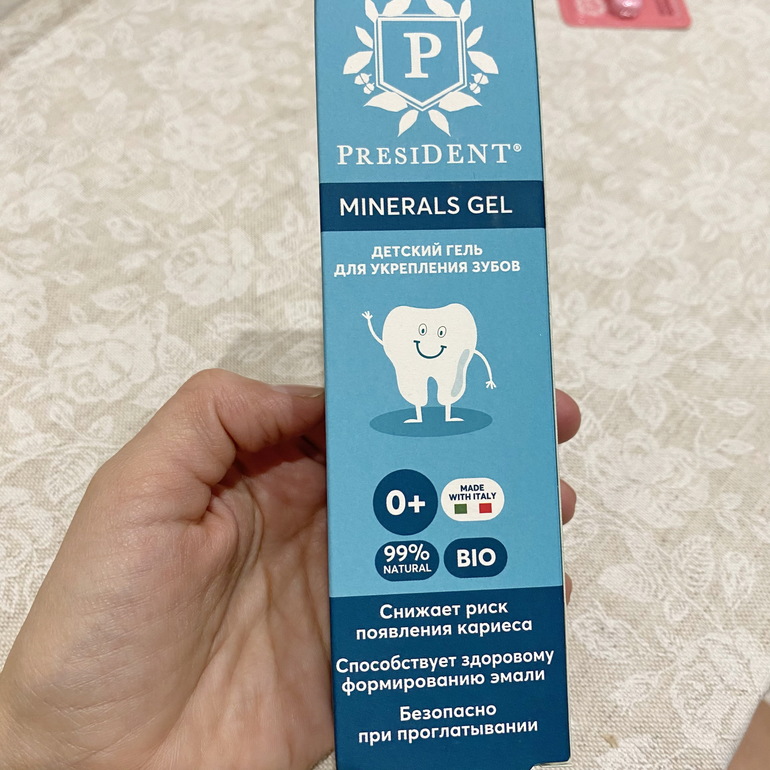 P
PRESIDENT®
MINERALS GEL
ДЕТСКИЙ ГЕЛЬ
ДЛЯ УКРЕПЛЕНИЯ ЗУБОВ
0+
MADE
WITH ITALY
99%
NATURAL
BIO
Снижает риск
появления кариеса
Способствует здоровому
формированию эмали
Безопасно
при проглатывании